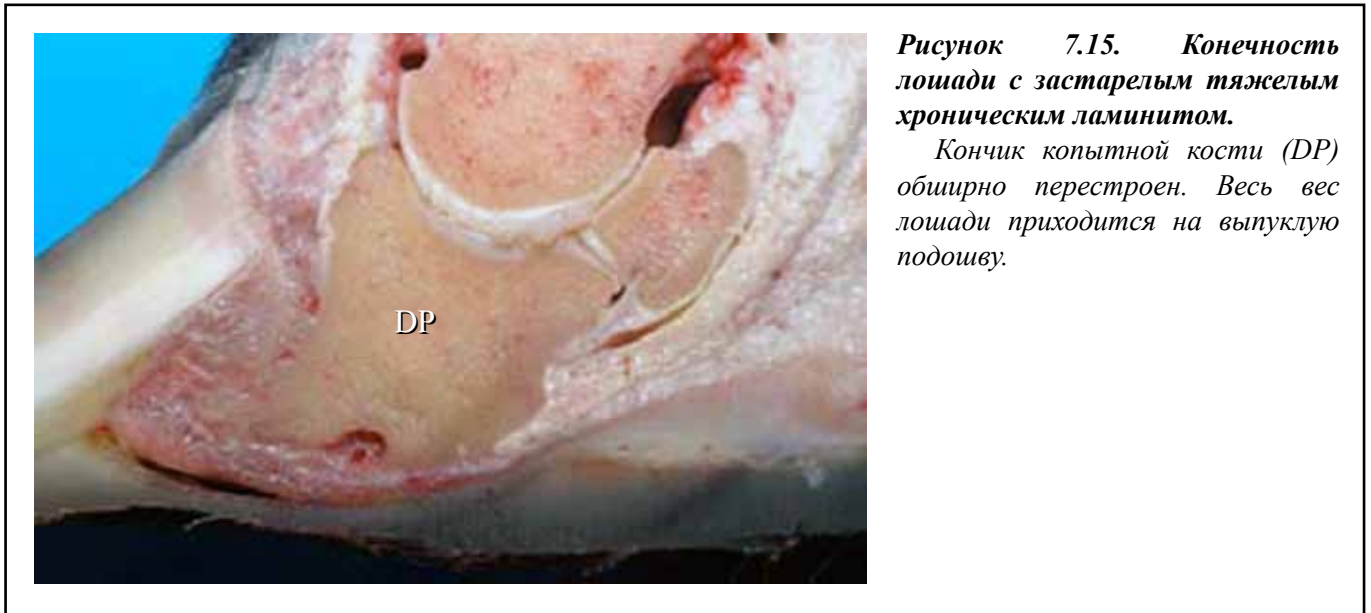 DP
Рисунок 7.15. Конечность
лошади с застарелым тяжелым
хроническим ламинитом.
Кончик копытной кости (DP)
обширно перестроен. Весь вес
лошади приходится на выпуклую
подошву.